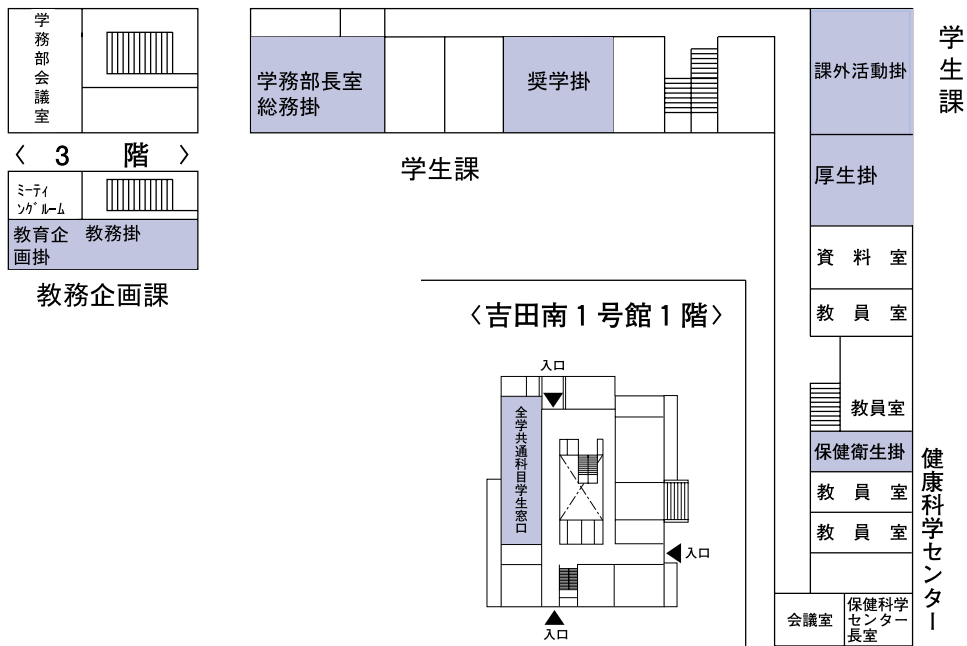 学務部会議室
〈 3 階 〉
ミーティ
ングルーム
教育企
画掛
教務掛
教務企画課
学務部長室
総務掛
奨学掛
学生課
課外活動掛
学生課
厚生掛
資料室
教員室
教員室
保健衛生掛
教員室
教員室
健康科学センター
会議室
保健科学
センター
長室
〈吉田南1号館1階〉
入口
全学共通科目学生窓口
入口
入口